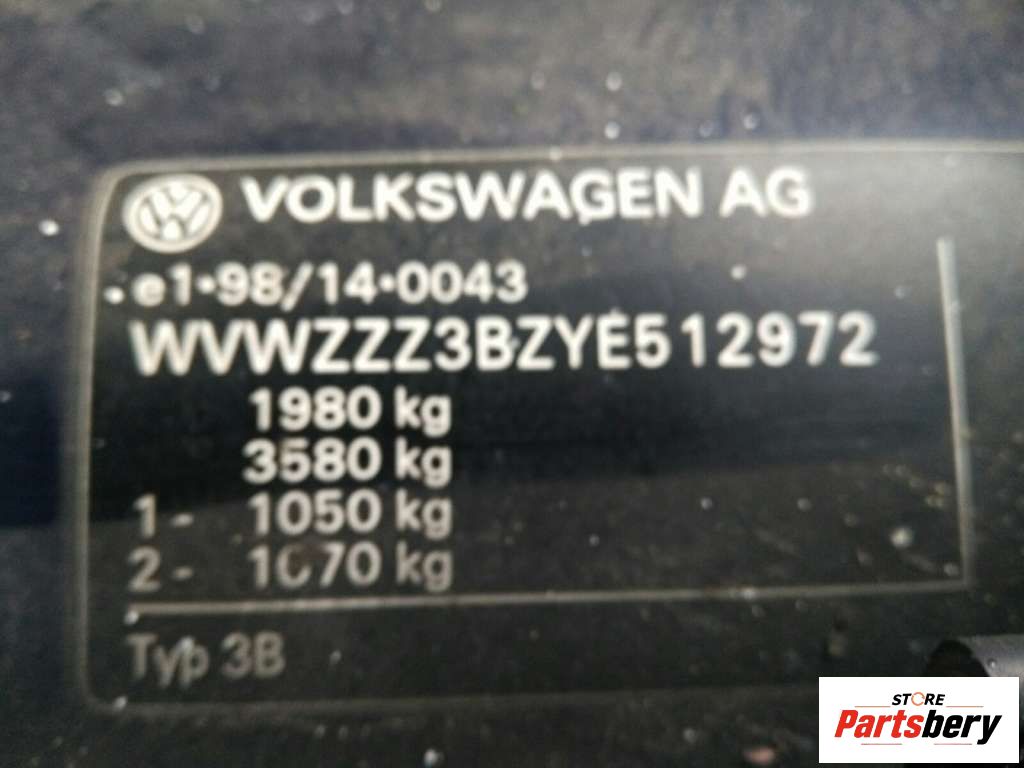 VOLKSWAGEN AG
e1•98/14•0043
WVWZZZ3BZYE512972
1980 kg
3580 kg
1- 1050 kg
2- 1070 kg
Typ 3B
STORE
Partsbery